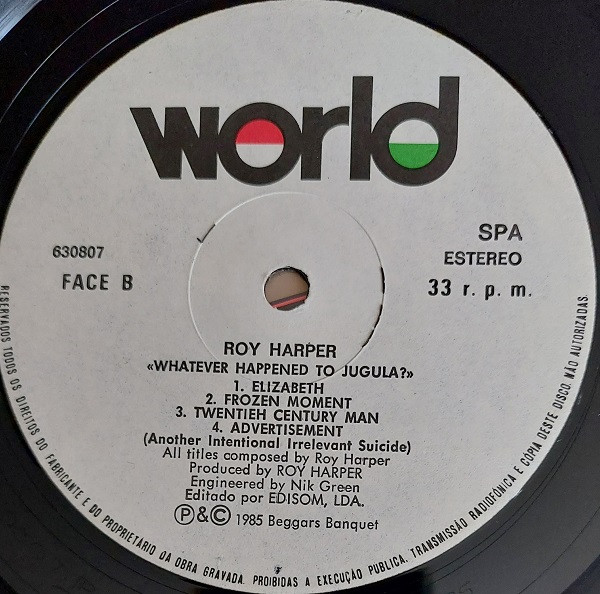 world
630807
FACE B
SPA
ESTEREO
33 r. p. m.
ROY HARPER
«WHATEVER HAPPENED TO JUGULA?»
1. ELIZABETH
2. FROZEN MOMENT
3. TWENTIEH CENTURY MAN
4. ADVERTISEMENT
(Another Intentional Irrelevant Suicide)
All titles composed by Roy Harper
Produced by ROY HARPER
Engineered by Nik Green
Editado por EDISOM, LDA.
Ⓟ&© 1985 Beggars Banquet
RESERVADOS TODOS OS DIREITOS DO FABRICANTE E DO PROPRIETÁRIO DA OBRA GRAVADA. PROIBIDAS A EXECUÇÃO PUBLICA, TRANSMISSÃO RADIOFÓNICA E CÓPIA DESTE DISCO NÃO AUTORIZADAS.